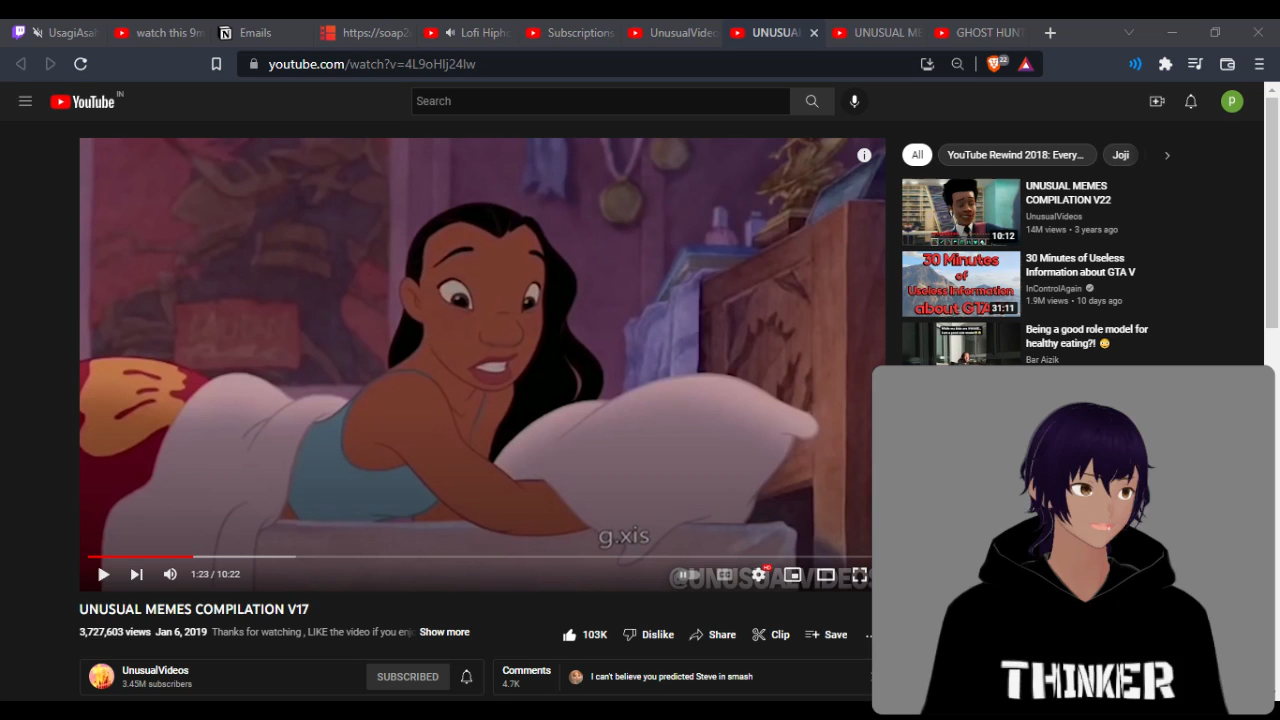 UsagiAsah
watch this 9m
Emails
https://soap2
Lofi Hiphc
Subscriptions
UnusualVideo
UNUSUAL
UNUSUAL ME
GHOST HUNT
youtube.com/watch?v=4L9oHIj24Iw
22
YouTube IN
Search
P
All
YouTube Rewind 2018: Every...
Joji
UNUSUAL MEMES
COMPILATION V22
UnusualVideos
14M views • 3 years ago
10:12
30 Minutes
of
Useless Information
about GTA
31:11
30 Minutes of Useless
Information about GTA V
InControlAgain
1.9M views • 10 days ago
Being a good role model for
healthy eating?!
Bar Aizik
g.xis
@UNUSUALVIDEOS
1:23 / 10:22
HD
UNUSUAL MEMES COMPILATION V17
3,727,603 views Jan 6, 2019 Thanks for watching , LIKE the video if you enjo Show more
103K Dislike Share Clip Save ...
UnusualVideos
3.45M subscribers
SUBSCRIBED
Comments
4.7K
I can't believe you predicted Steve in smash
THINKER